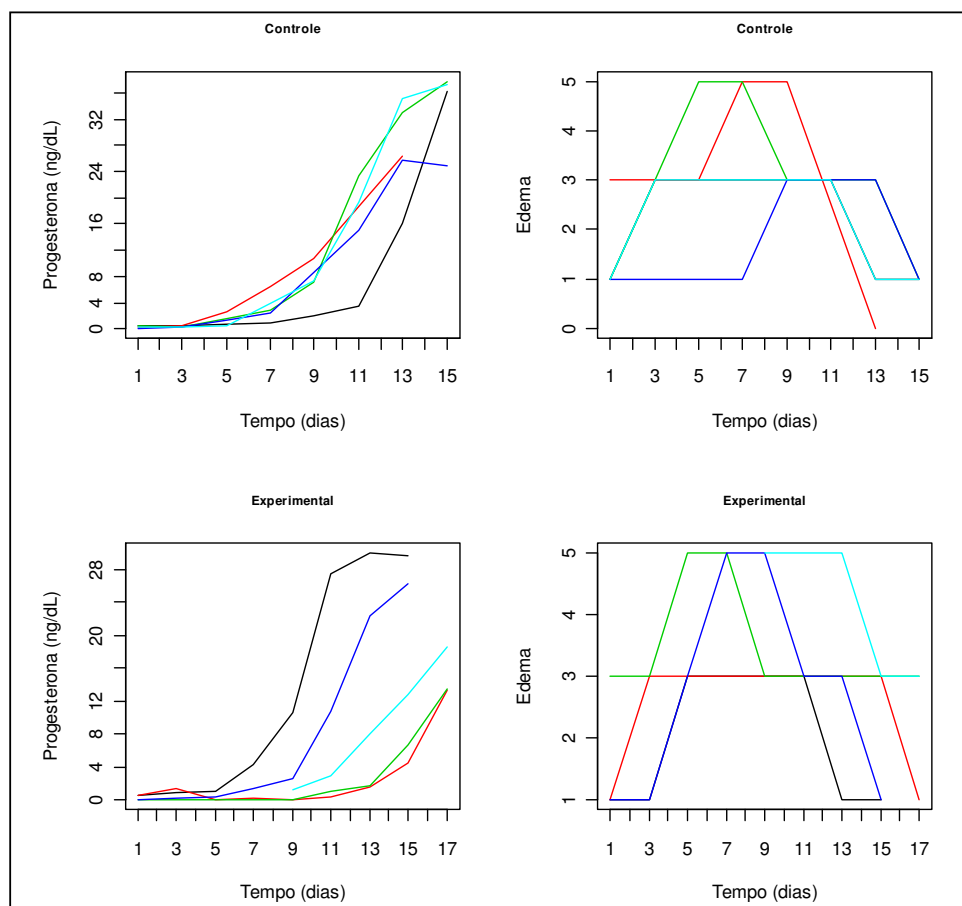 Controle
Progesterona (ng/dL)
32
24
16
8
4
0
1 3 5 7 9 11 13 15
Tempo (dias)
Controle
Edema
5
4
3
2
1
0
1 3 5 7 9 11 13 15
Tempo (dias)
Experimental
Progesterona (ng/dL)
28
20
12
8
4
0
1 3 5 7 9 11 13 15 17
Tempo (dias)
Experimental
Edema
5
4
3
2
1
1 3 5 7 9 11 13 15 17
Tempo (dias)